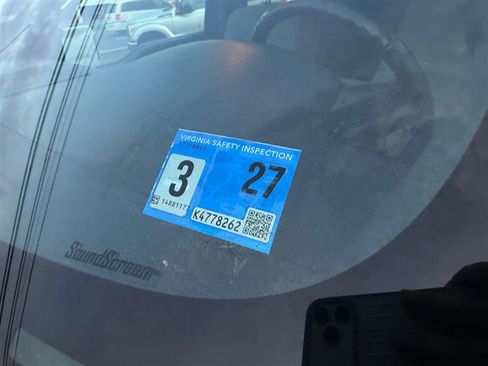 VIRGINIA SAFETY INSPECTION
3
27
14881177
K4778262
SoundScreen